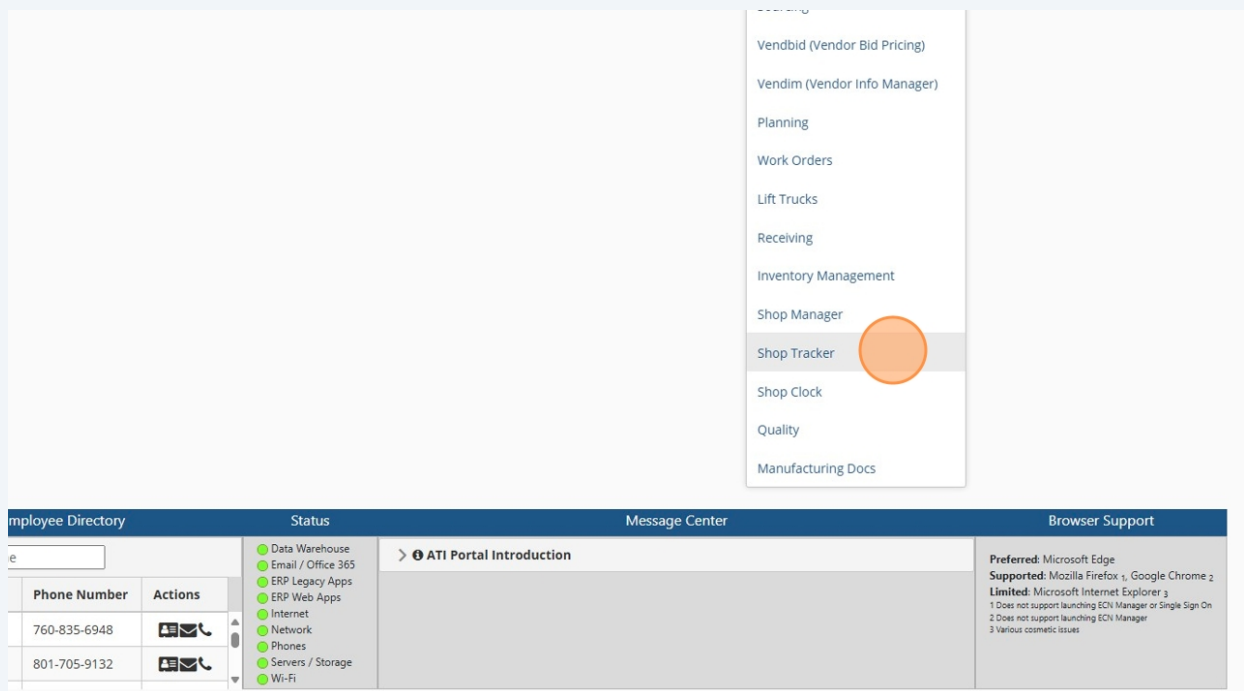 Vendbid (Vendor Bid Pricing)
Vendim (Vendor Info Manager)
Planning
Work Orders
Lift Trucks
Receiving
Inventory Management
Shop Manager
Shop Tracker
Shop Clock
Quality
Manufacturing Docs
Directory
Phone Number Actions
760-835-6948
801-705-9132
Status
Data Warehouse
Email / Office 365
ERP Legacy Apps
ERP Web Apps
Internet
Network
Phones
Servers / Storage
Wi-Fi
Message Center
ATI Portal Introduction
Browser Support
Preferred: Microsoft Edge
Supported: Mozilla Firefox 1, Google Chrome 2
Limited: Microsoft Internet Explorer 3
1 Does not support launching ECN Manager or Single Sign On
2 Does not support launching ECN Manager
3 Various cosmetic issues